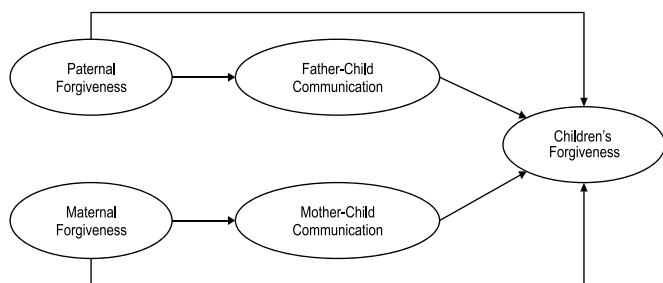 Paternal
Forgiveness
Father-Child
Communication
Children's
Forgiveness
Maternal
Forgiveness
Mother-Child
Communication